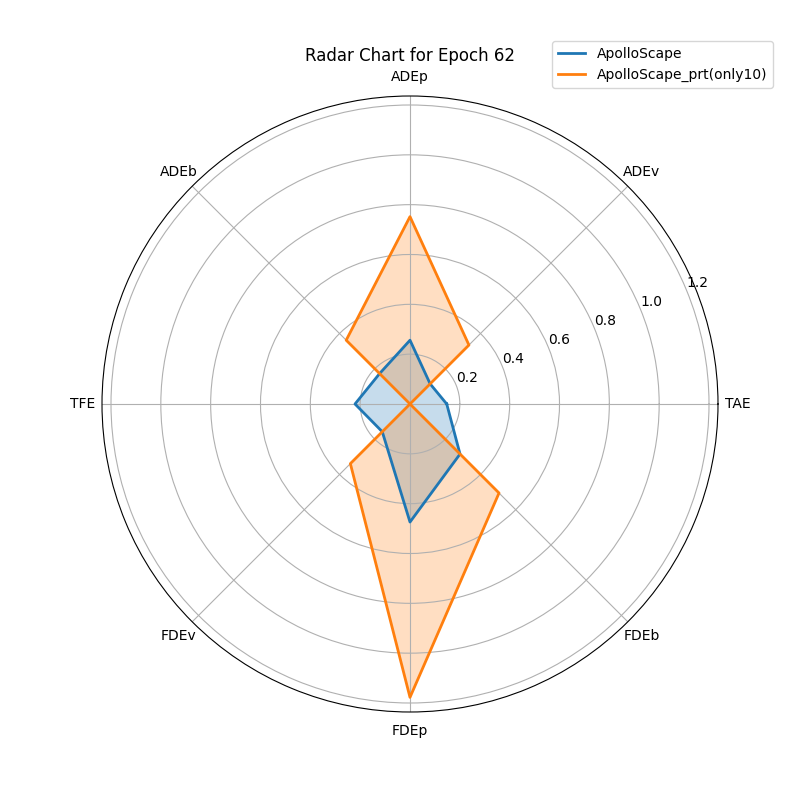 Radar Chart for Epoch 62
ApolloScape
ApolloScape_prt(only10)
ADEp
ADEb
ADEv
1.2
1.0
0.8
0.6
0.4
0.2
TFE
TAE
FDEv
FDEb
FDEp